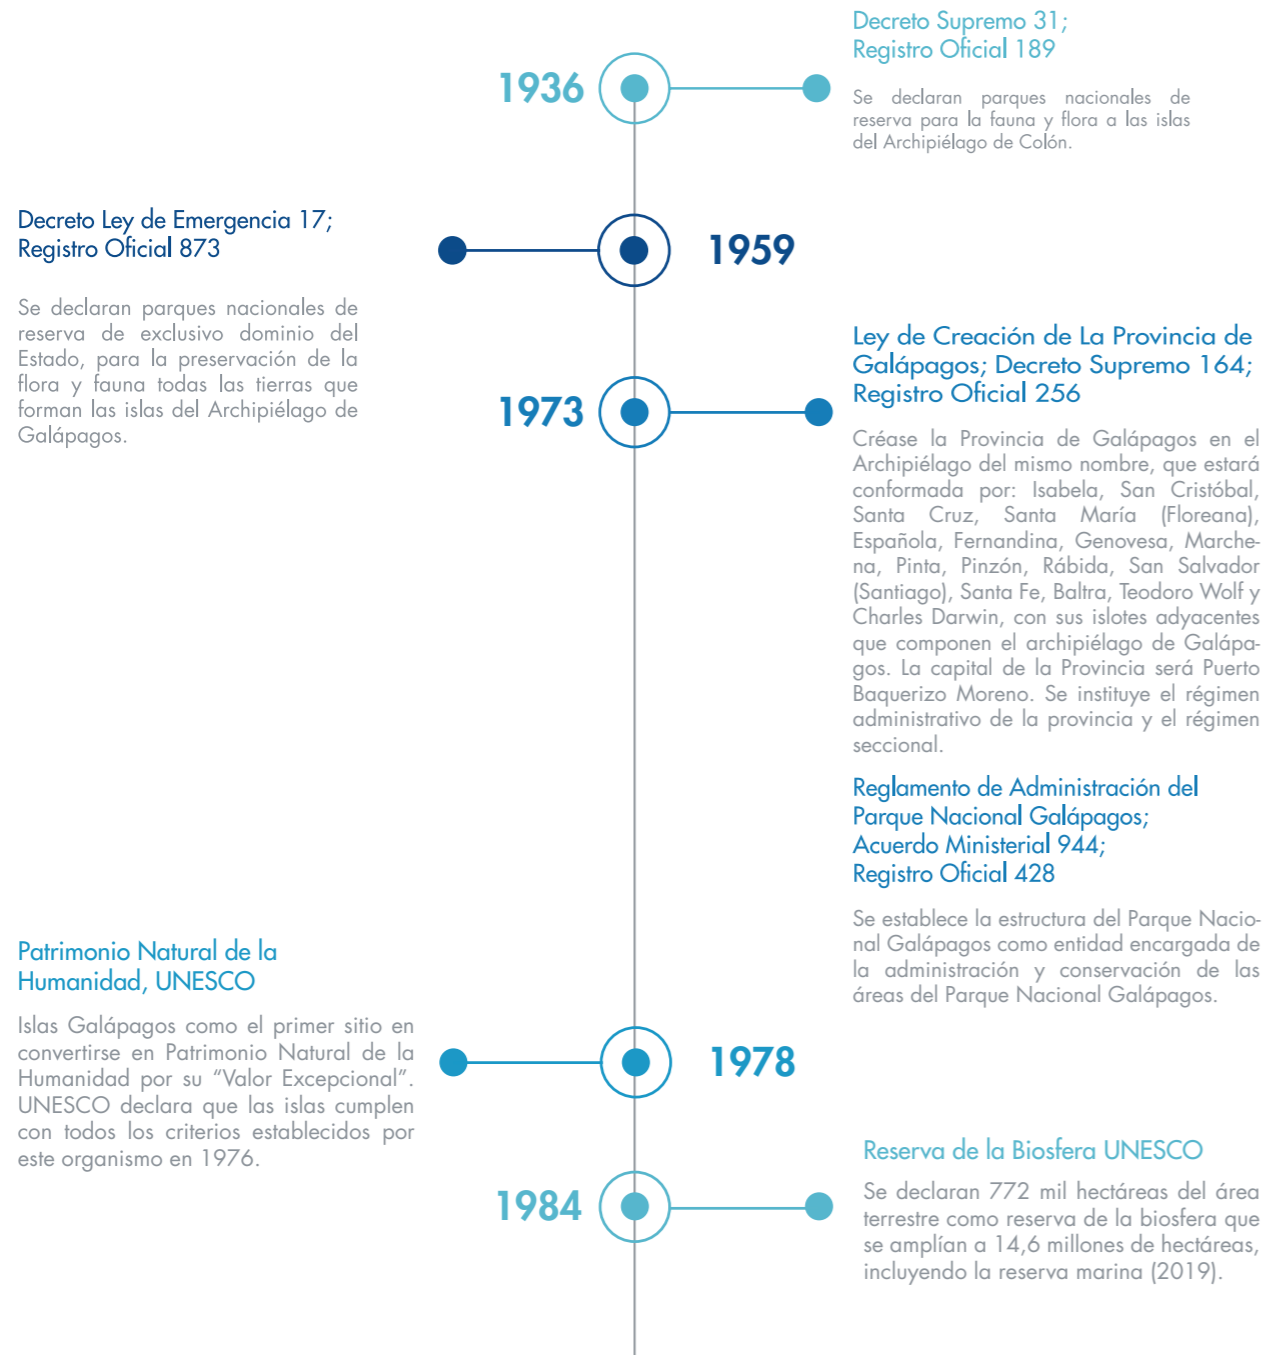 1936
Decreto Supremo 31;
Registro Oficial 189
Se declaran parques nacionales de
reserva para la fauna y flora a las islas
del Archipiélago de Colón.
Decreto Ley de Emergencia 17;
Registro Oficial 873
1959
Se declaran parques nacionales de
reserva de exclusivo dominio del
Estado, para la preservación de la
flora y fauna todas las tierras que
forman las islas del Archipiélago de
Galápagos.
1973
Ley de Creación de La Provincia de
Galápagos; Decreto Supremo 164;
Registro Oficial 256
Créase la Provincia de Galápagos en el
Archipiélago del mismo nombre, que estará
conformada por: Isabela, San Cristóbal,
Santa Cruz, Santa María (Floreana),
Española, Fernandina, Genovesa, Marche-
na, Pinta, Pinzón, Rábida, San Salvador
(Santiago), Santa Fe, Baltra, Teodoro Wolf y
Charles Darwin, con sus islotes adyacentes
que componen el archipiélago de Galápa-
gos. La capital de la Provincia será Puerto
Baquerizo Moreno. Se instituye el régimen
administrativo de la provincia y el régimen
seccional.
Reglamento de Administración del
Parque Nacional Galápagos;
Acuerdo Ministerial 944;
Registro Oficial 428
Se establece la estructura del Parque Nacio-
nal Galápagos como entidad encargada de
la administración y conservación de las
áreas del Parque Nacional Galápagos.
Patrimonio Natural de la
Humanidad, UNESCO
Islas Galápagos como el primer sitio en
convertirse en Patrimonio Natural de la
Humanidad por su “Valor Excepcional”.
UNESCO declara que las islas cumplen
con todos los criterios establecidos por
este organismo en 1976.
1978
1984
Reserva de la Biosfera UNESCO
Se declaran 772 mil hectáreas del área
terrestre como reserva de la biosfera que
se amplían a 14,6 millones de hectáreas,
incluyendo la reserva marina (2019).